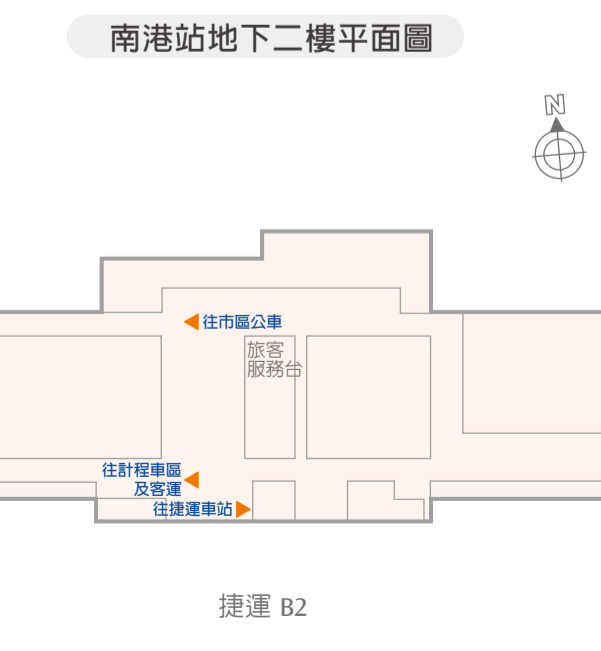 南港站地下二樓平面圖
N
往市區公車
旅客
服務台
往計程車區
及客運
往捷運車站
捷運 B2